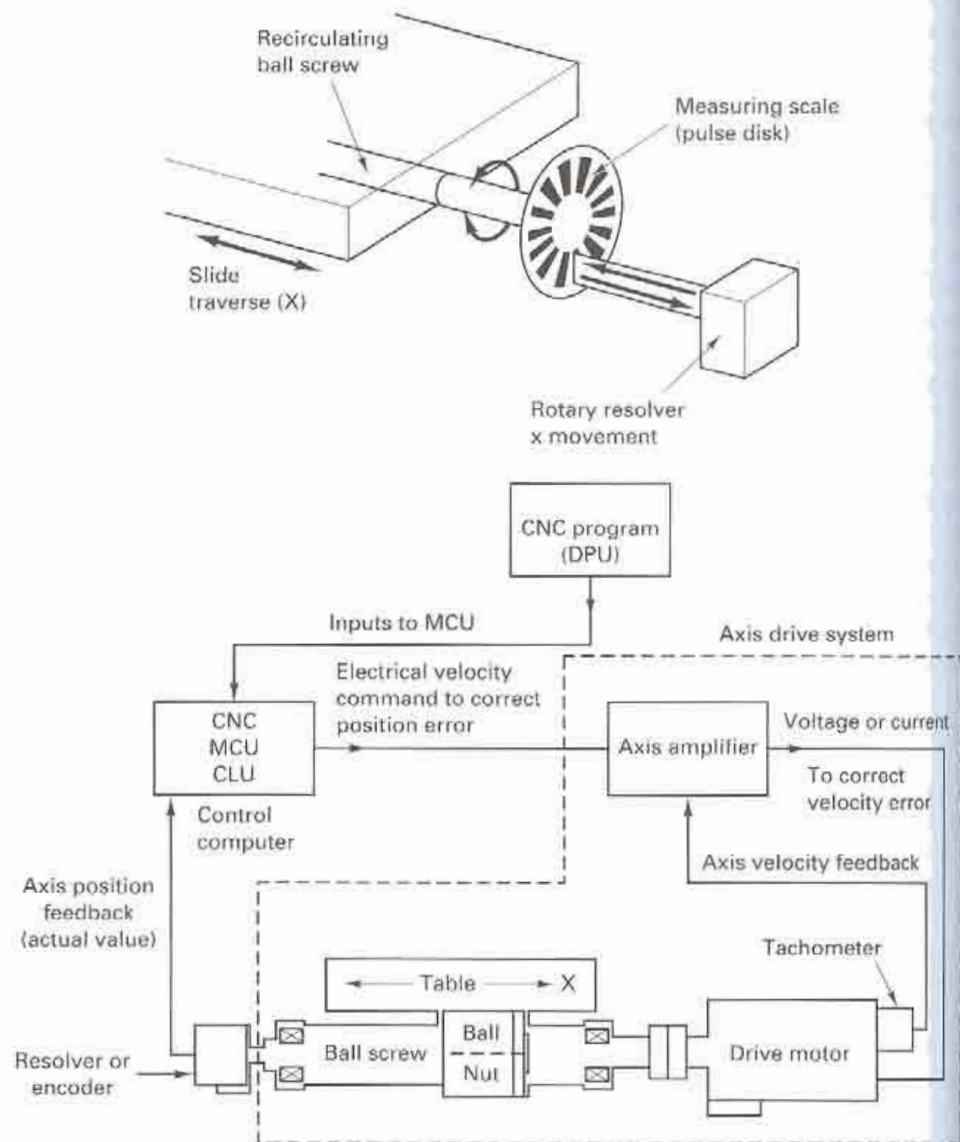 Recirculating
ball screw
Measuring scale
(pulse disk)
Slide
traverse (X)
Rotary resolver
x movement
CNC program
(DPU)
Inputs to MCU
Axis drive system
Electrical velocity
command to correct
position error
CNC
MCU
CLU
Axis amplifier
Voltage or current
To correct
velocity error
Control
computer
Axis velocity feedback
Axis position
feedback
(actual value)
Tachometer
Table
X
Ball screw
Ball
Nut
Drive motor
Resolver or
encoder